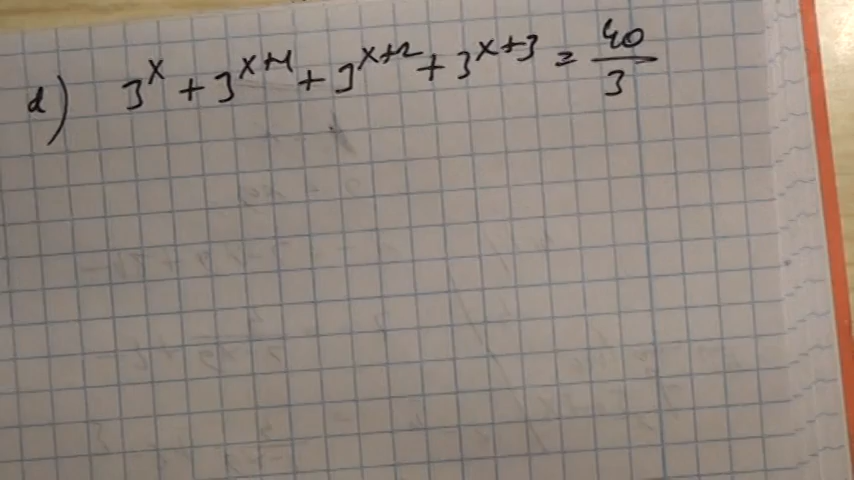 d) 3^x + 3^(x+1) + 3^(x+2) + 3^(x+3) = 40/3